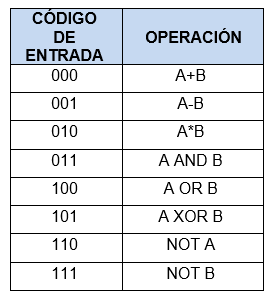 CÓDIGO DE ENTRADA OPERACIÓN
000 A+B
001 A-B
010 A*B
011 A AND B
100 A OR B
101 A XOR B
110 NOT A
111 NOT B